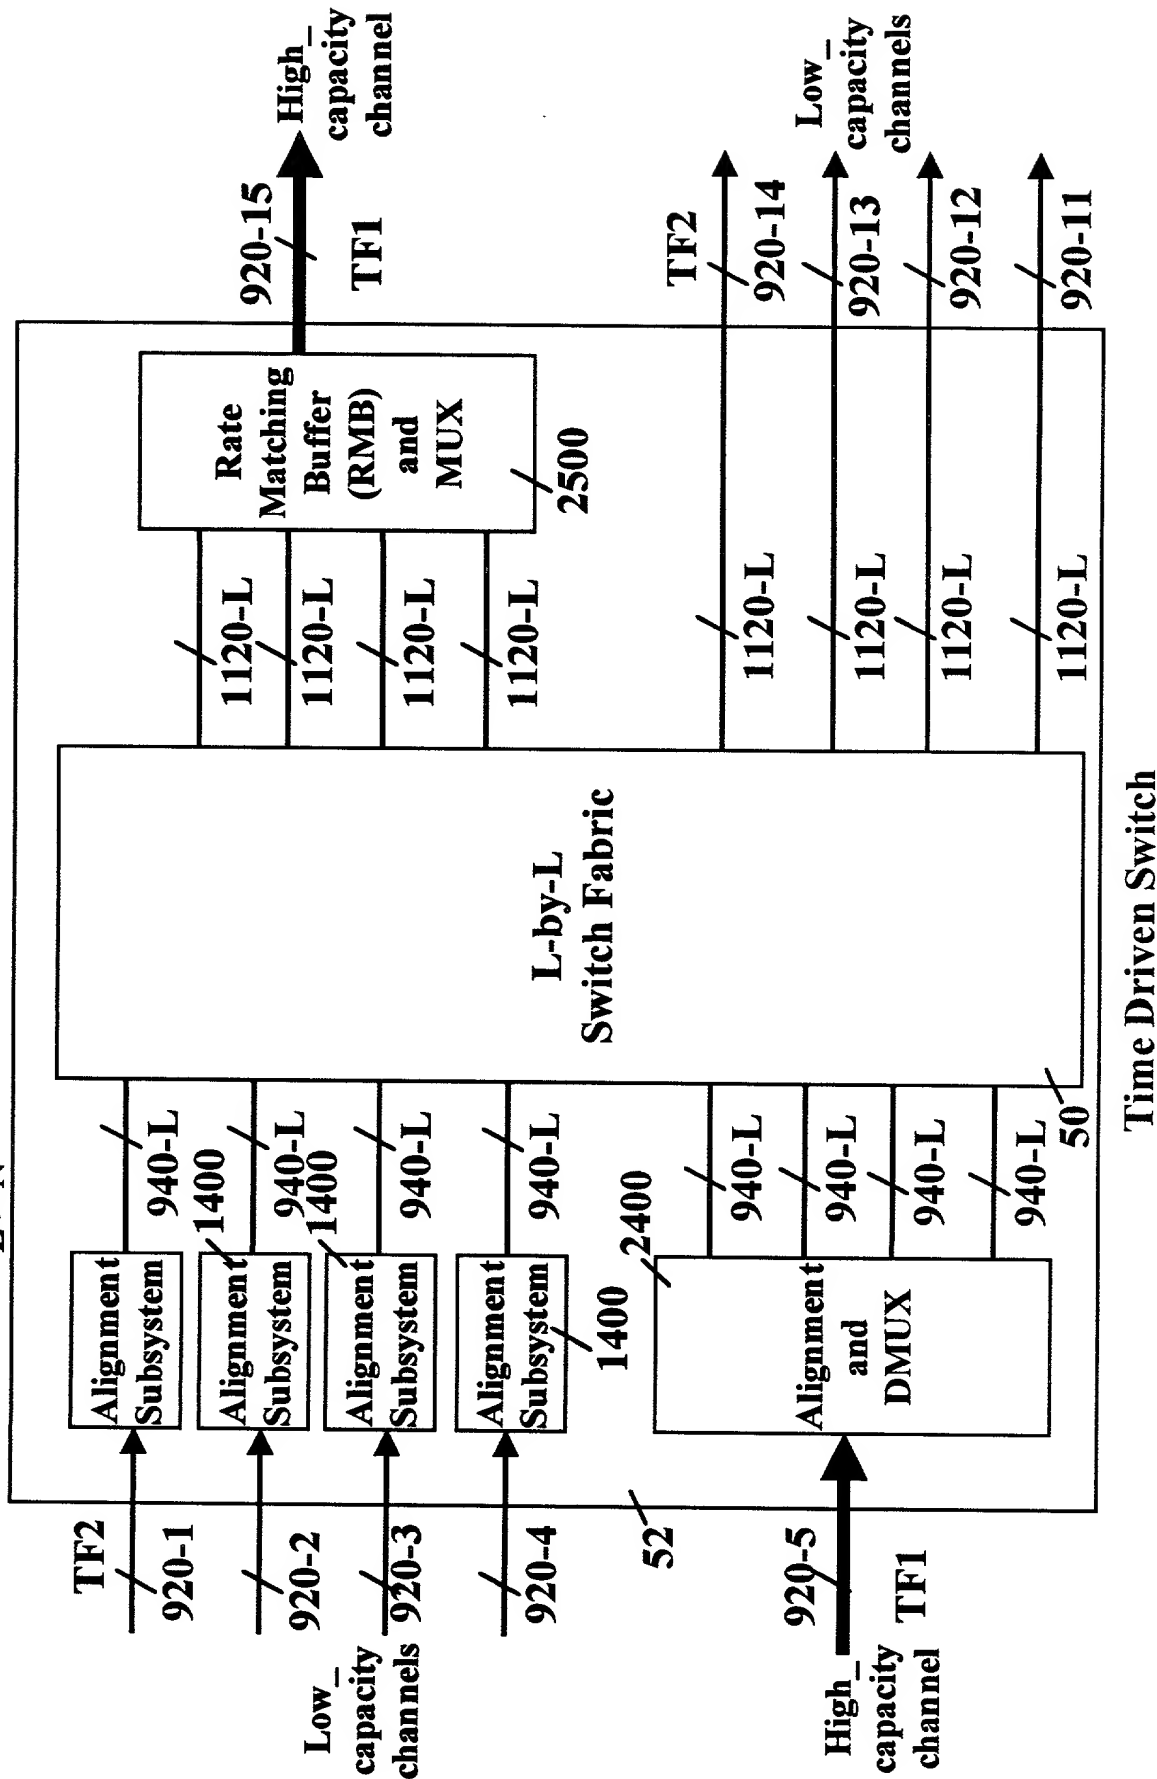 TF2
920-1
920-2
Low_
capacity
channels
920-3
920-4
52
High_
capacity
channel
920-5
TF1
Alignment
Subsystem
1400
Alignment
Subsystem
1400
Alignment
Subsystem
Alignment
Subsystem
1400
2400
Alignment
and
DMUX
940-L
940-L
940-L
940-L
940-L
940-L
940-L
940-L
50
L-by-L
Switch Fabric
1120-L
1120-L
1120-L
1120-L
1120-L
1120-L
1120-L
1120-L
Rate
Matching
Buffer
(RMB)
and
MUX
2500
920-15
TF1
High_
capacity
channel
TF2
920-14
920-13
920-12
920-11
Low_
capacity
channels
Time Driven Switch